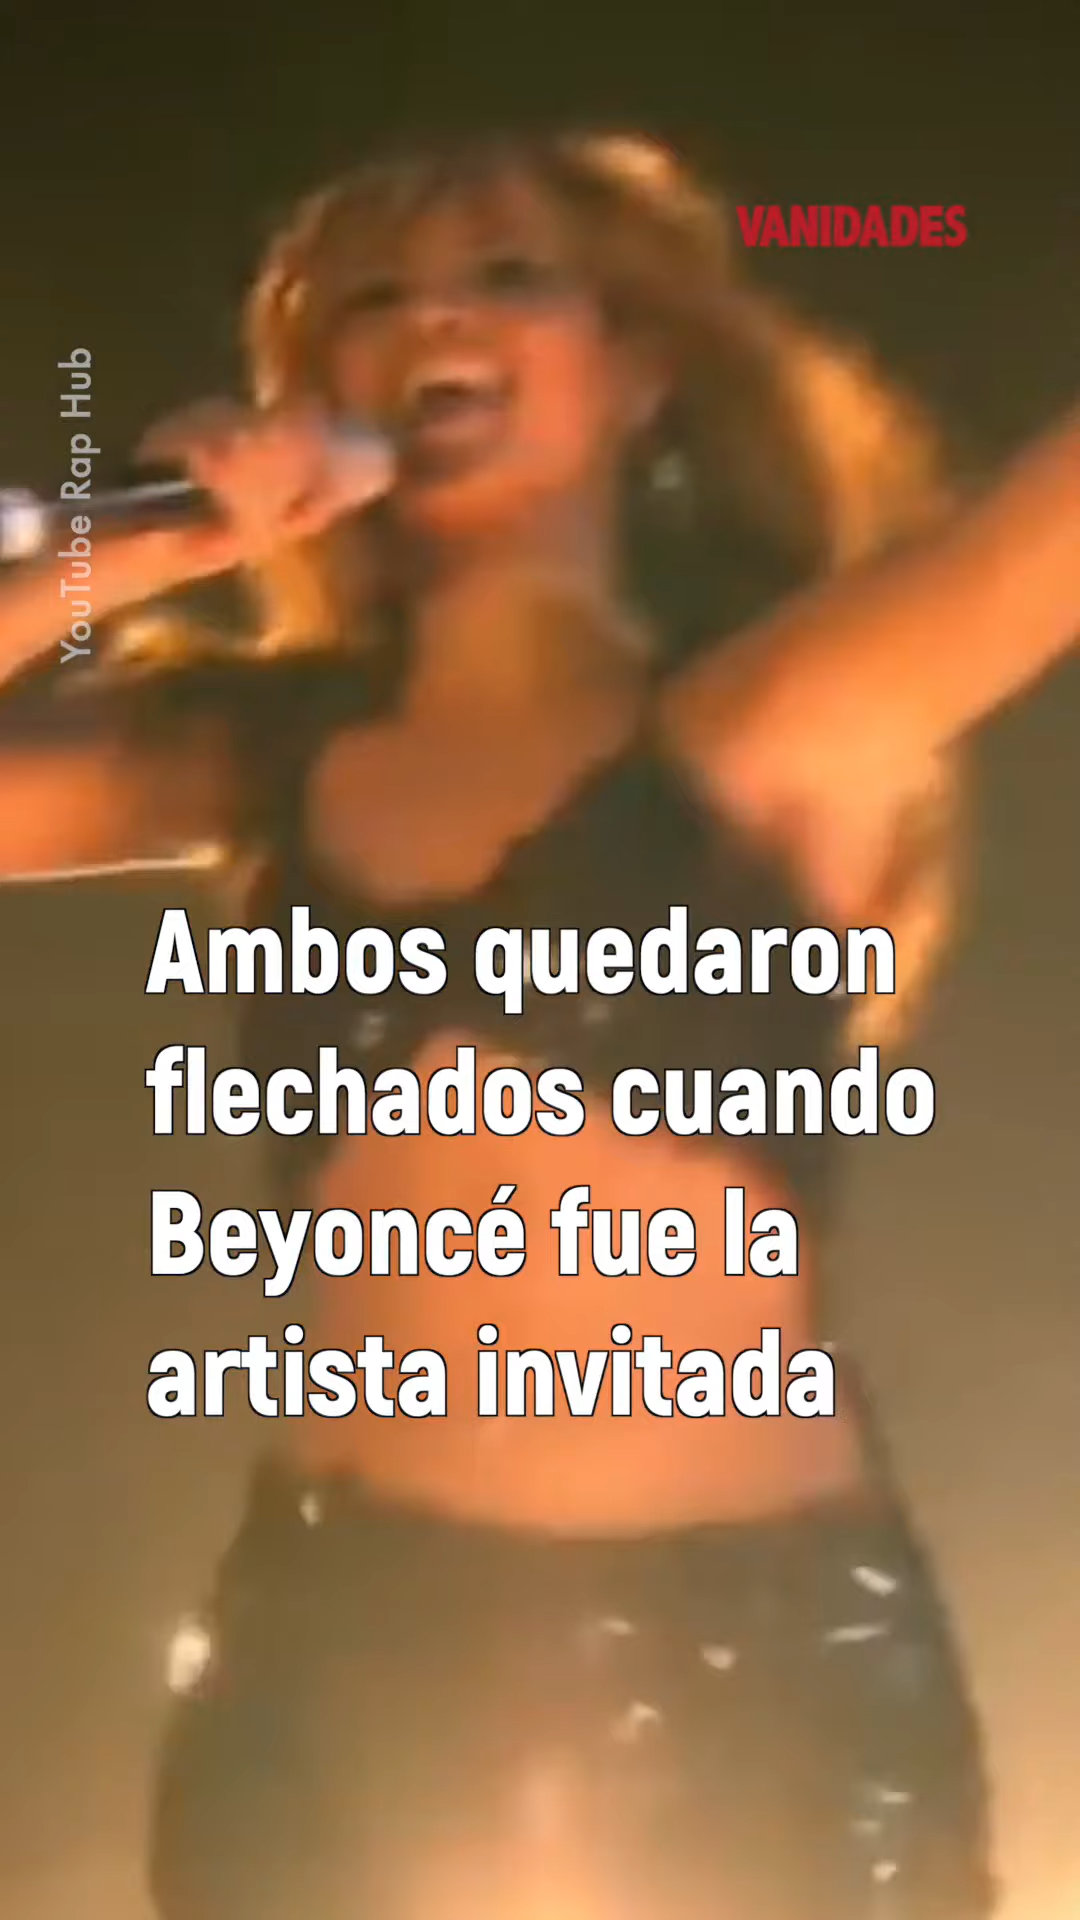 VANIDADES
YouTube Rap Hub
Ambos quedaron
flechados cuando
Beyoncé fue la
artista invitada